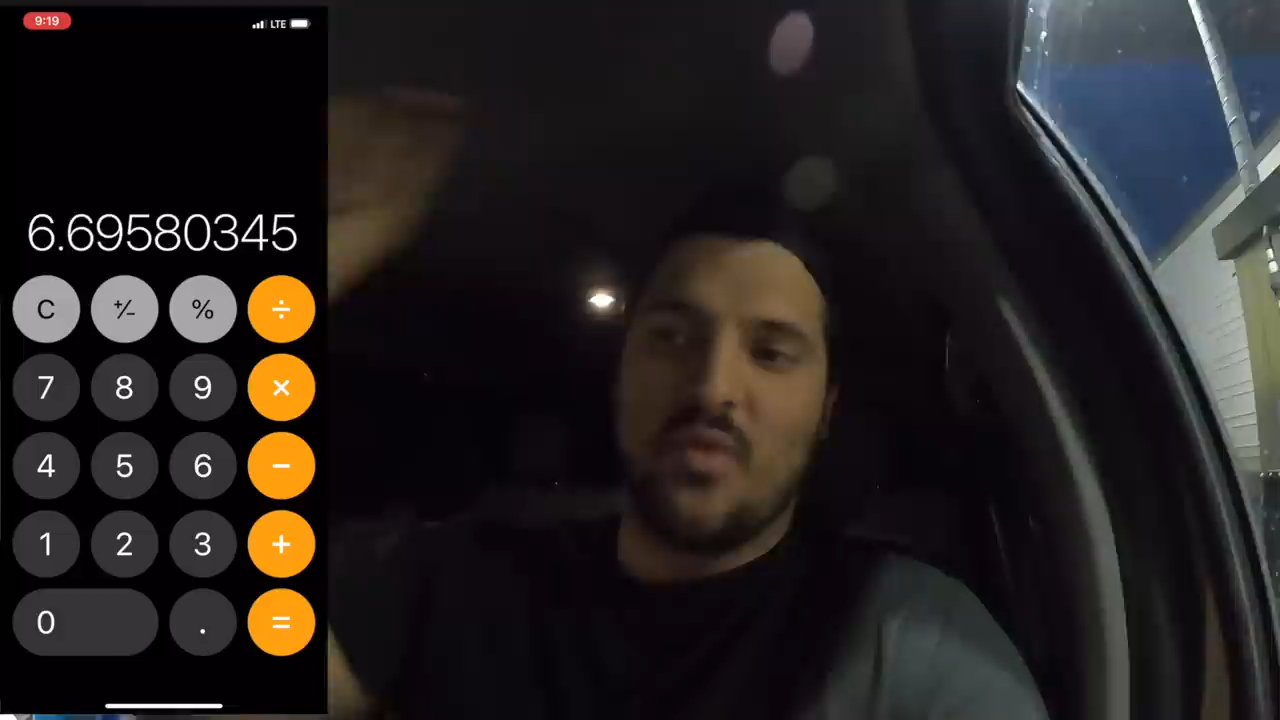 9:19
LTE
6.69580345
C +/- % ÷
7 8 9 ×
4 5 6 −
1 2 3 +
0 . =